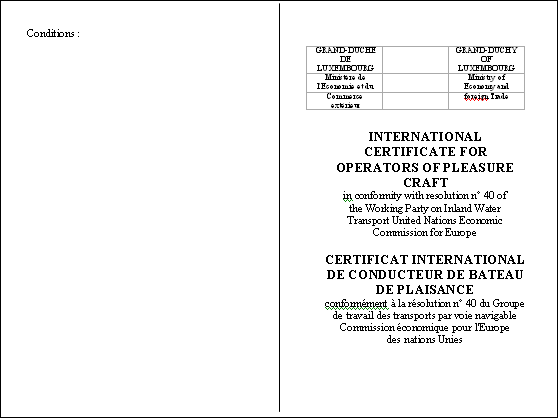 Conditions :
GRAND-DUCHE
DE
LUXEMBOURG
GRAND-DUCHY
OF
LUXEMBOURG
Ministere de
l'Economie et du
Ministry of
Economy and
Commerce
exterieur
foreign Trade
INTERNATIONAL
CERTIFICATE FOR
OPERATORS OF PLEASURE
CRAFT
in conformity with resolution n° 40 of
the Working Party on Inland Water
Transport United Nations Economic
Commission for Europe
CERTIFICAT INTERNATIONAL
DE CONDUCTEUR DE BATEAU
DE PLAISANCE
conformément à la résolution n° 40 du Groupe
de travail des transports par voie navigable
Commission économique pour l'Europe
des nations Unies